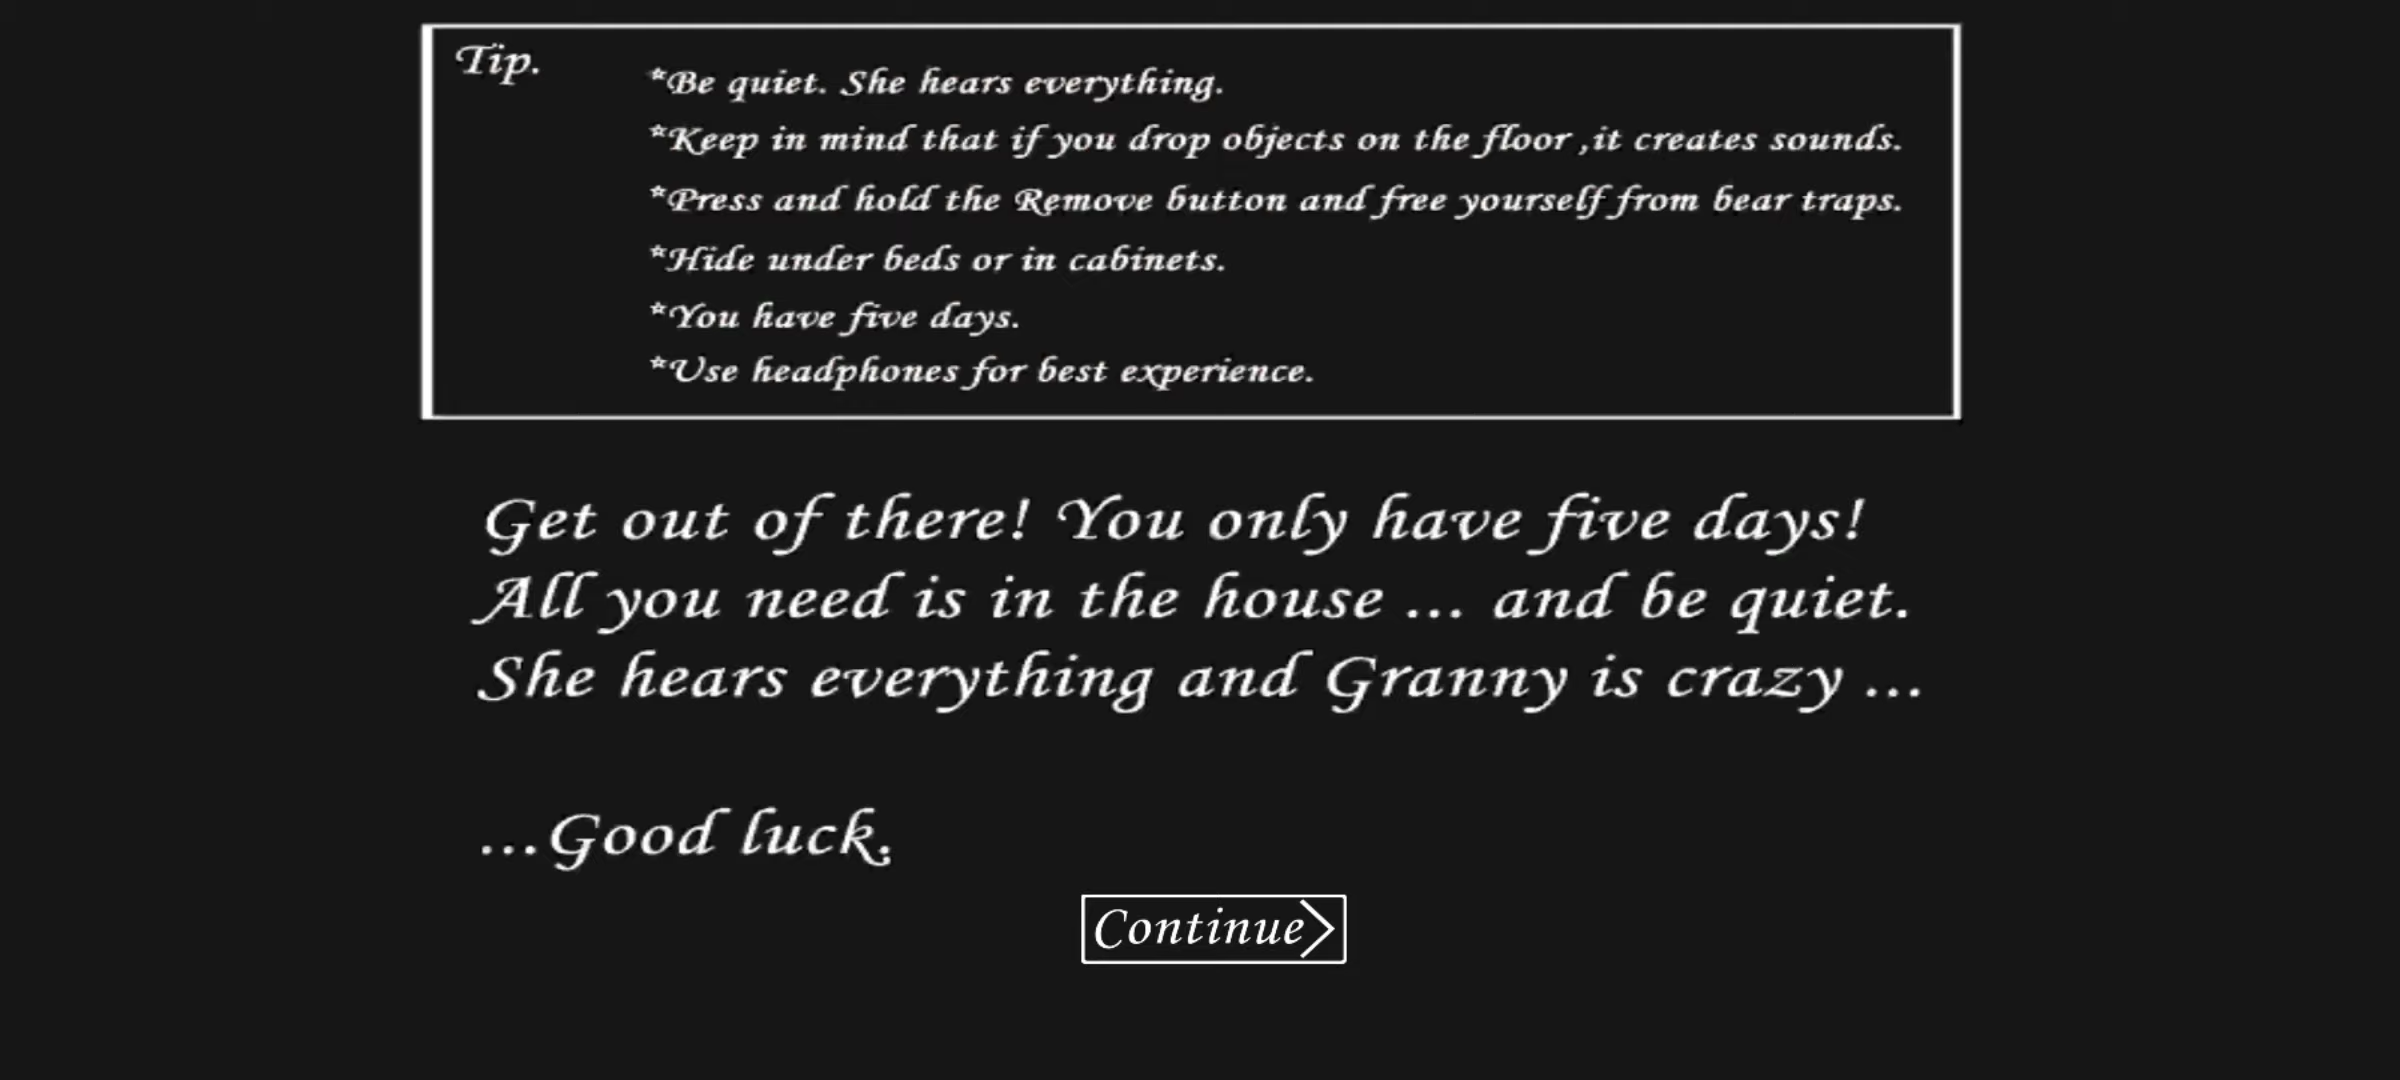 Tip.
*Be quiet. She hears everything.
*Keep in mind that if you drop objects on the floor ,it creates sounds.
*Press and hold the Remove button and free yourself from bear traps.
*Hide under beds or in cabinets.
*You have five days.
*Use headphones for best experience.
Get out of there! You only have five days!
All you need is in the house ... and be quiet.
She hears everything and Granny is crazy ...
...Good luck.
Continue